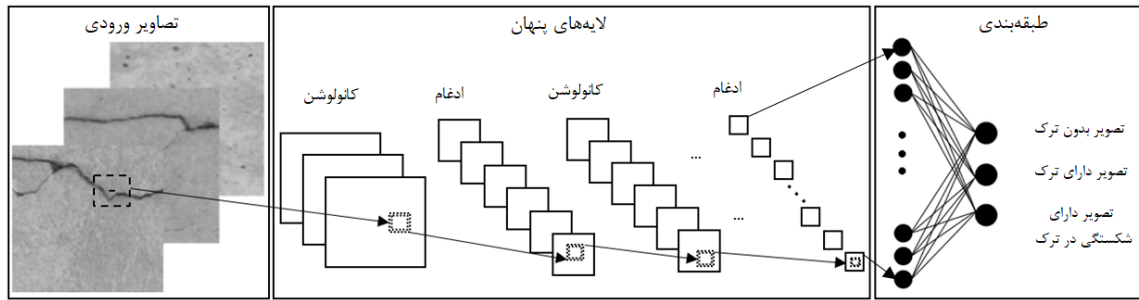 تصاویر ورودی
لایه‌های پنهان
طبقه‌بندی
کانولوشن
ادغام
کانولوشن
ادغام
...
...
تصویر بدون ترک
تصویر دارای ترک
تصویر دارای
شکستگی در ترک